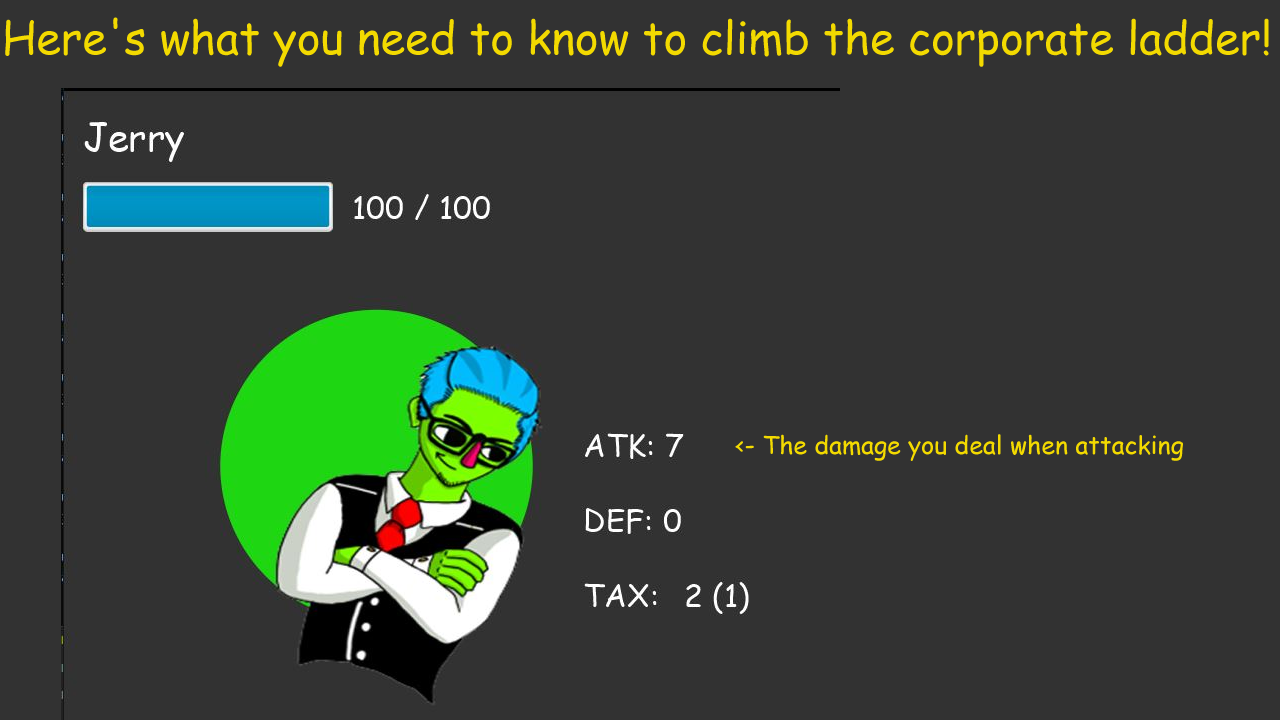 Here's what you need to know to climb the corporate ladder!
Jerry
100 / 100
ATK: 7 <- The damage you deal when attacking
DEF: 0
TAX: 2 (1)